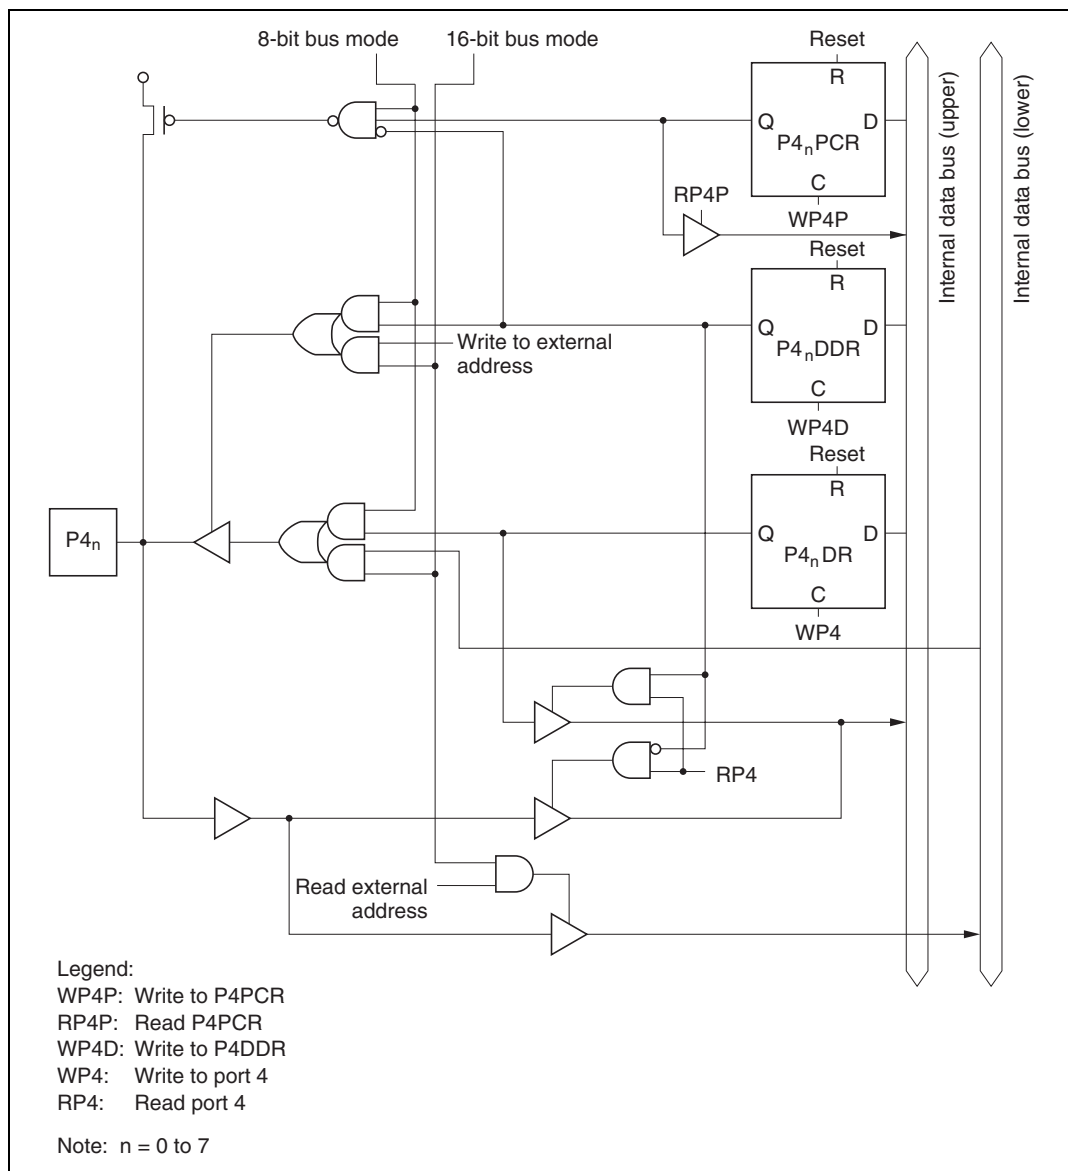 8-bit bus mode
16-bit bus mode
Reset
R
Q
D
P4nPCR
C
WP4P
RP4P
Internal data bus (upper)
Internal data bus (lower)
Reset
R
Q
D
P4nDDR
C
WP4D
Write to external
address
Reset
R
Q
D
P4nDR
C
WP4
P4n
RP4
Read external
address
Legend:
WP4P: Write to P4PCR
RP4P: Read P4PCR
WP4D: Write to P4DDR
WP4: Write to port 4
RP4: Read port 4
Note: n = 0 to 7